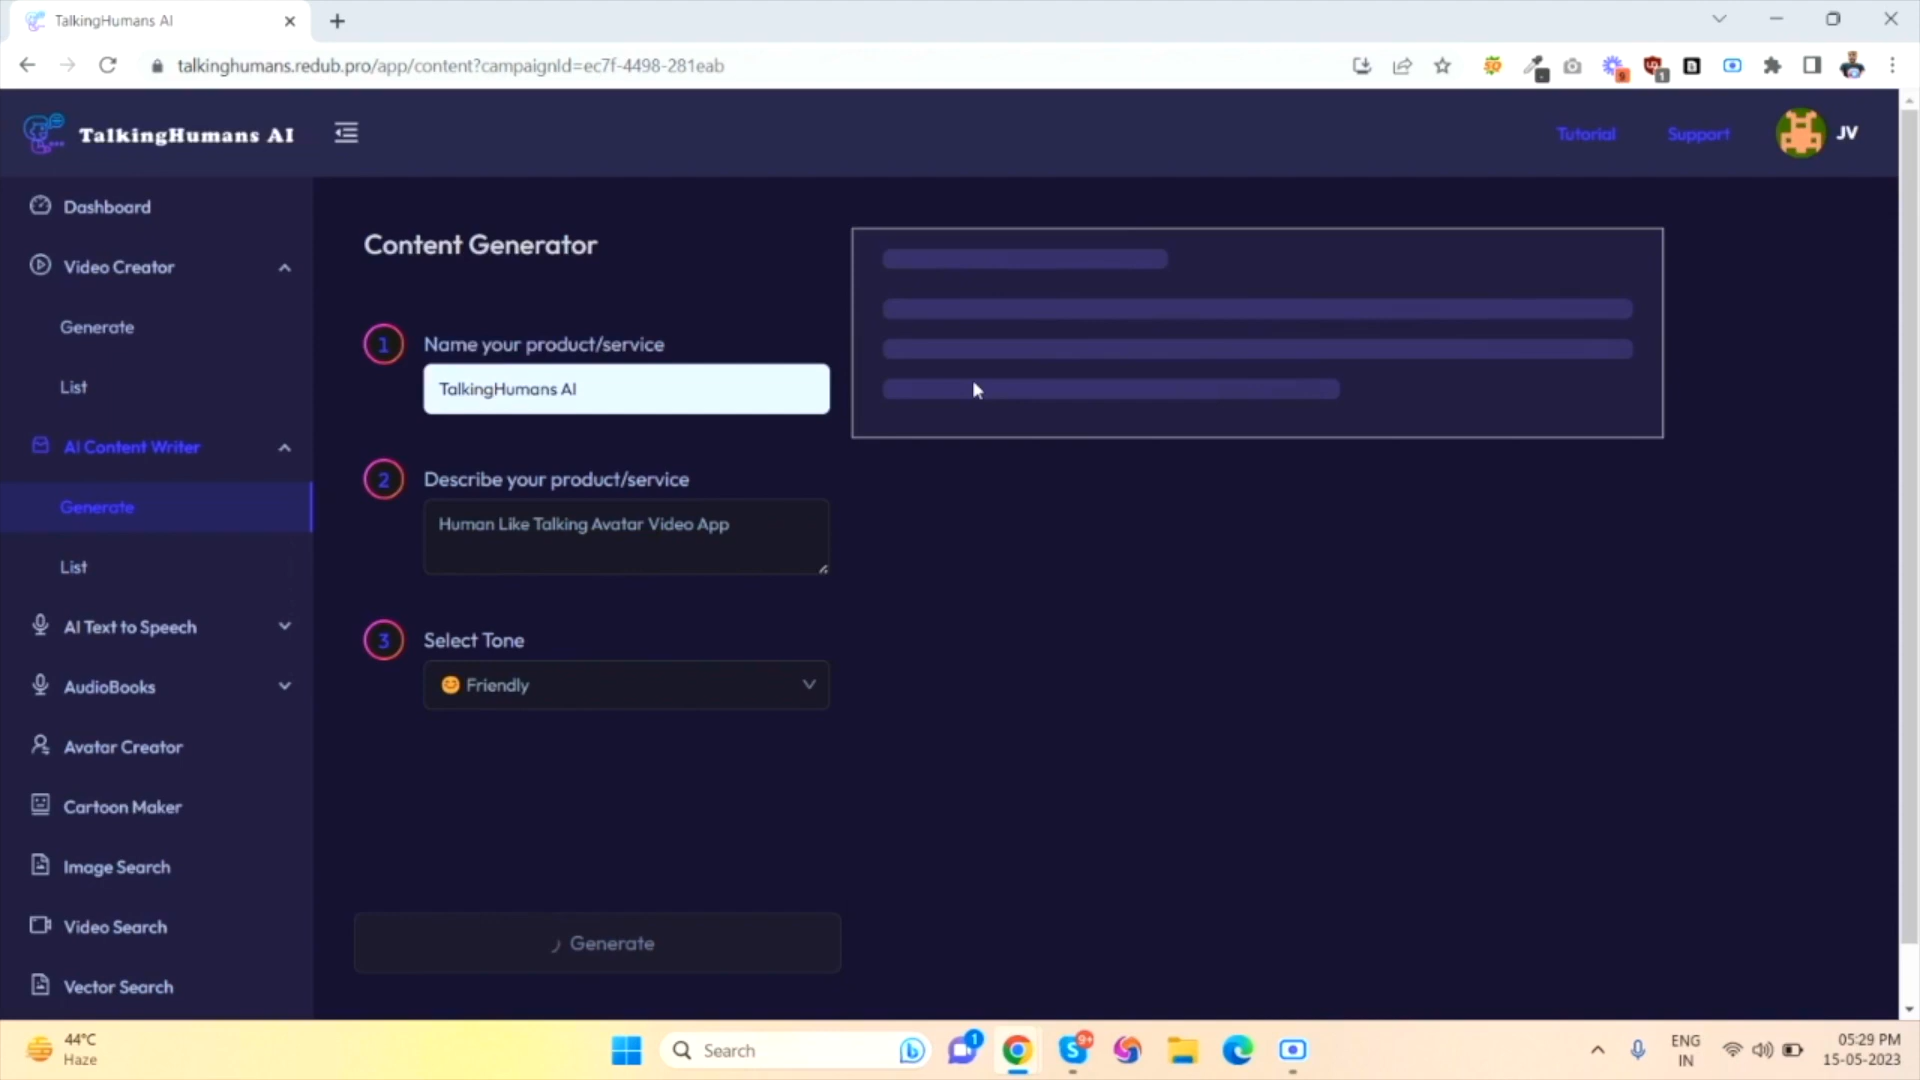 TalkingHumans AI
talkinghumans.redub.pro/app/content?campaignId=ec7f-4498-281eab
9
1
TalkingHumans AI
Tutorial
Support
JV
Dashboard
Video Creator
Generate
List
AI Content Writer
Generate
List
AI Text to Speech
AudioBooks
Avatar Creator
Cartoon Maker
Image Search
Video Search
Vector Search
Content Generator
1
Name your product/service
TalkingHumans AI
2
Describe your product/service
Human Like Talking Avatar Video App
3
Select Tone
Friendly
Generate
44°C
Haze
Search
1
9+
ENG
IN
05:29 PM
15-05-2023